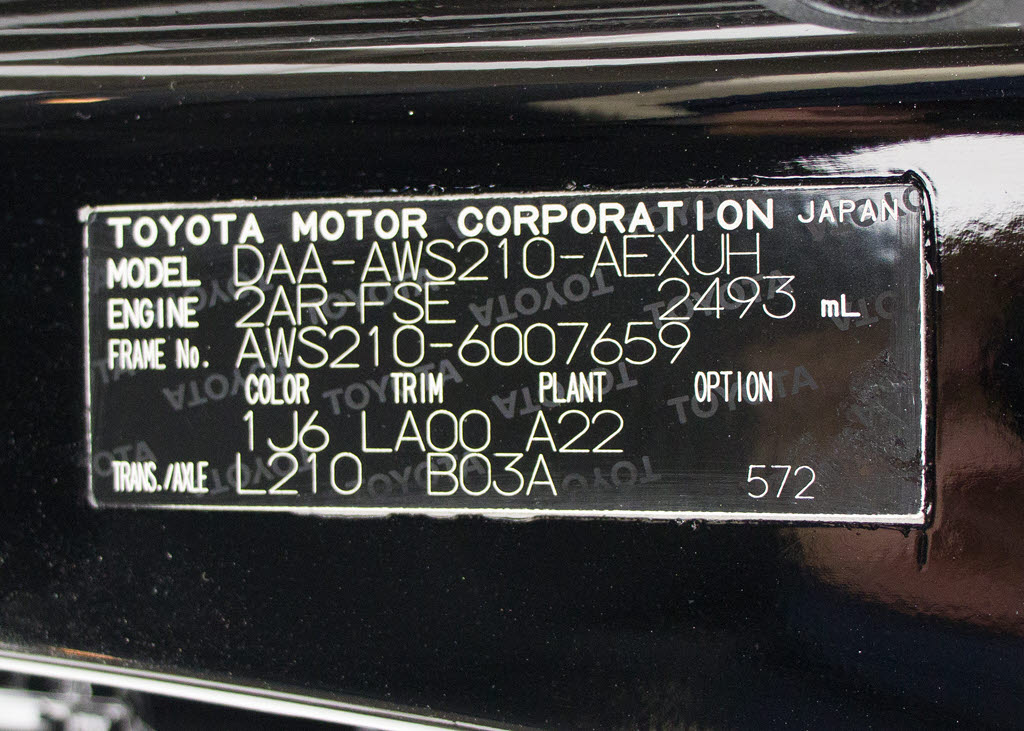 TOYOTA MOTOR CORPORATION JAPAN
MODEL DAA-AWS210-AEXUH
ENGINE 2AR-FSE 2493 mL
FRAME No. AWS210-6007659
COLOR TRIM PLANT OPTION
1J6 LA00 A22
TRANS./AXLE L210 B03A 572